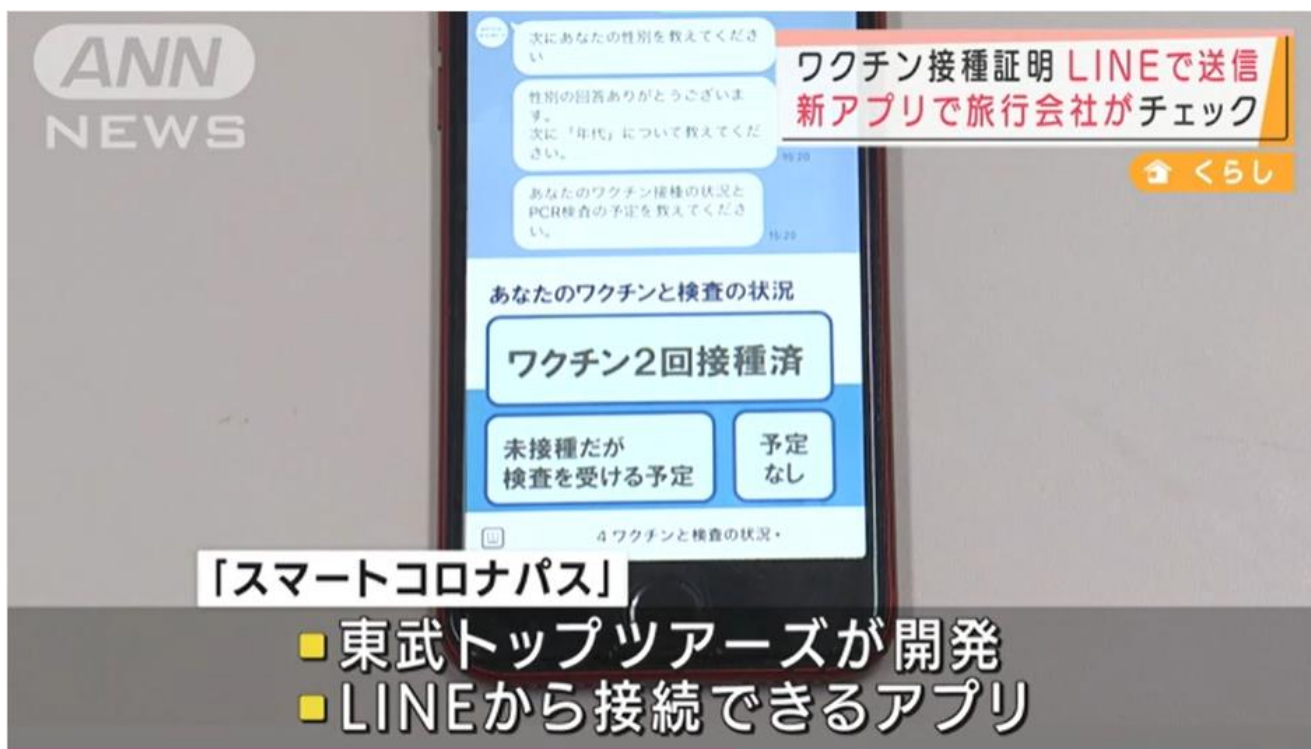 ANN
NEWS
ワクチン接種証明 LINEで送信
新アプリで旅行会社がチェック
くらし
次にあなたの性別を教えてくださ
い
性別の回答ありがとうございま
す。
次に「年代」について教えてくだ
さい。
15:20
あなたのワクチン接種の状況と
PCR検査の予定を教えてくださ
い。
15:20
あなたのワクチンと検査の状況
ワクチン2回接種済
未接種だが
検査を受ける予定
予定
なし
4 ワクチンと検査の状況
「スマートコロナパス」
東武トップツアーズが開発
LINEから接続できるアプリ